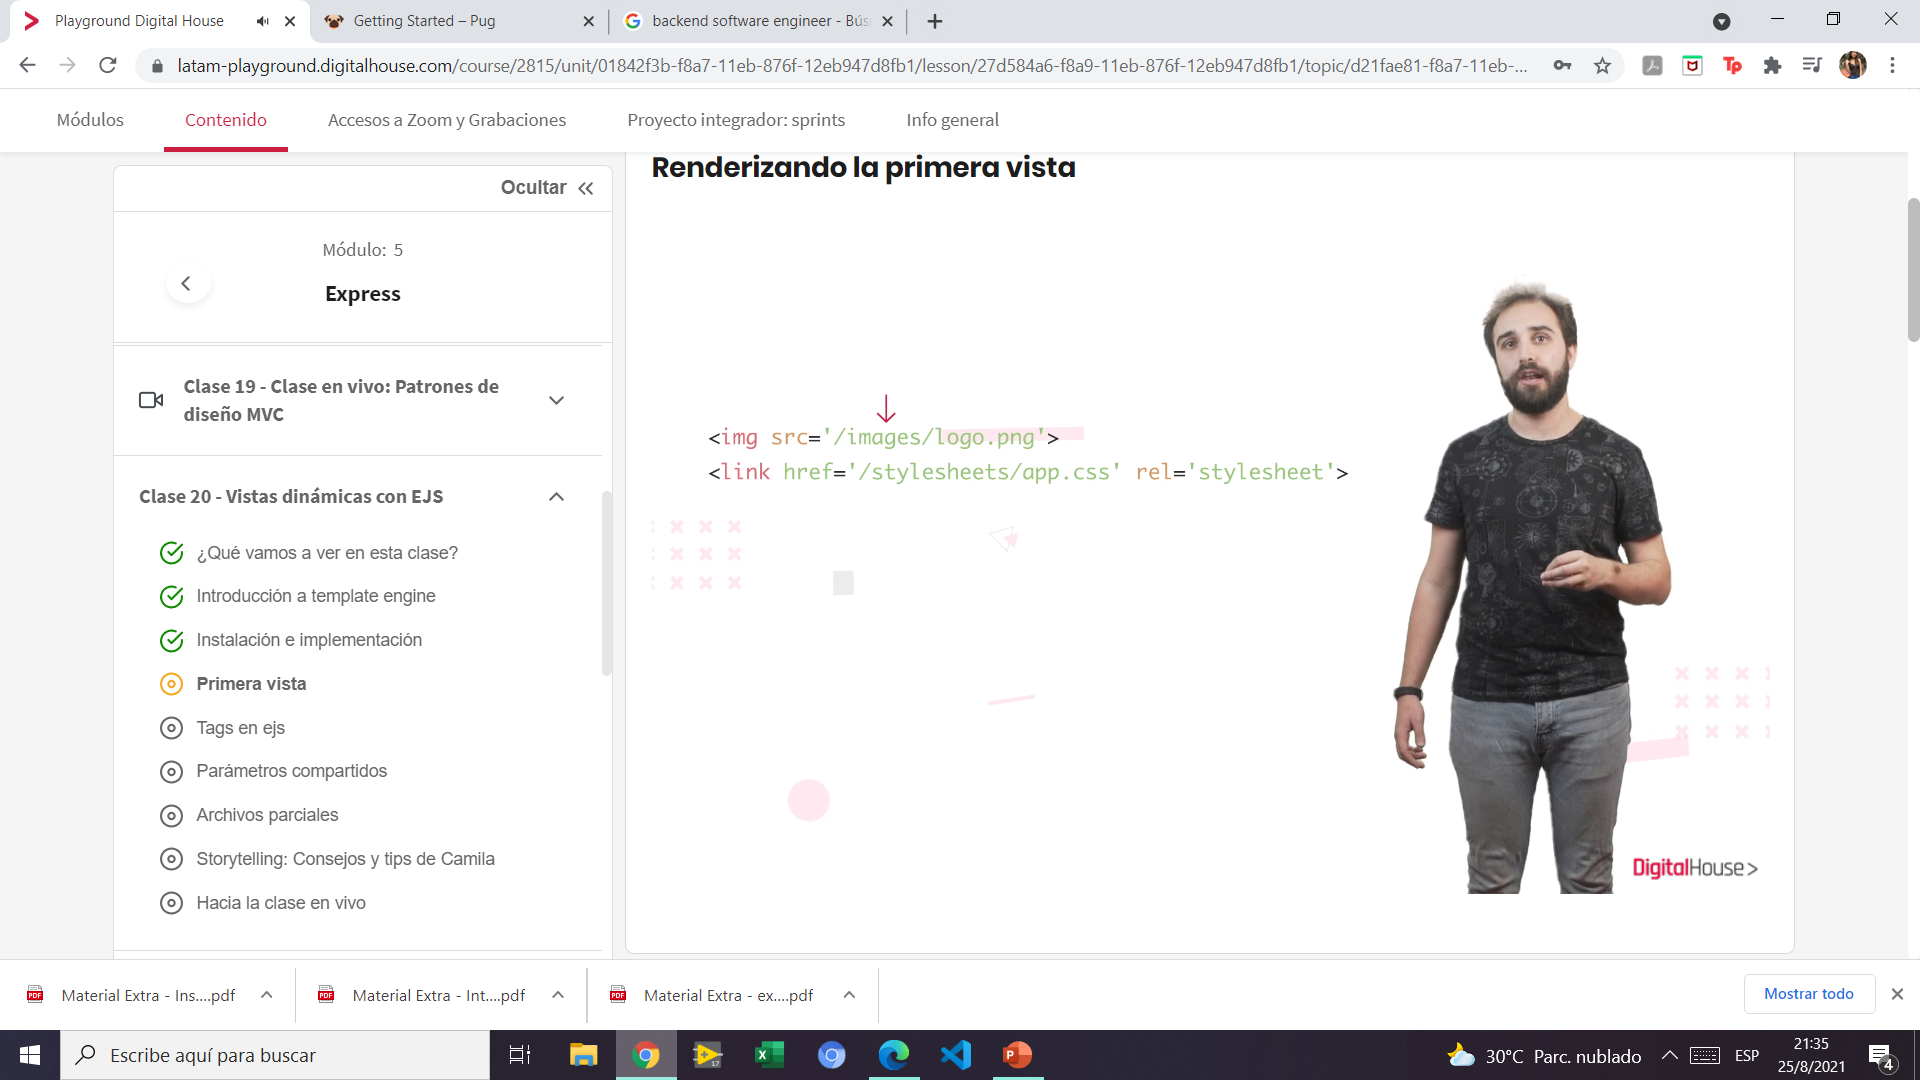 Playground Digital House
Getting Started – Pug
backend software engineer - Bús
latam-playground.digitalhouse.com/course/2815/unit/01842f3b-f8a7-11eb-876f-12eb947d8fb1/lesson/27d584a6-f8a9-11eb-876f-12eb947d8fb1/topic/d21fae81-f8a7-11eb-...
Módulos
Contenido
Accesos a Zoom y Grabaciones
Proyecto integrador: sprints
Info general
Ocultar
Módulo: 5
Express
Clase 19 - Clase en vivo: Patrones de
diseño MVC
Clase 20 - Vistas dinámicas con EJS
¿Qué vamos a ver en esta clase?
Introducción a template engine
Instalación e implementación
Primera vista
Tags en ejs
Parámetros compartidos
Archivos parciales
Storytelling: Consejos y tips de Camila
Hacia la clase en vivo
Renderizando la primera vista
<img src='/images/logo.png'>
<link href='/stylesheets/app.css' rel='stylesheet'>
DigitalHouse>
Material Extra - Ins....pdf
Material Extra - Int....pdf
Material Extra - ex....pdf
Mostrar todo
Escribe aquí para buscar
30°C Parc. nublado
ESP
21:35
25/8/2021
4